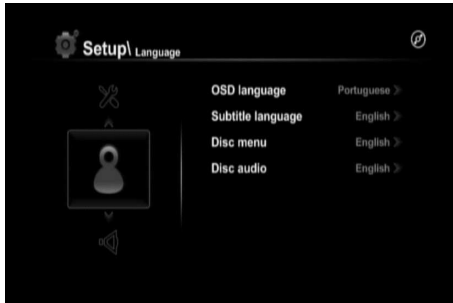 Setup\ Language
OSD language Portuguese
Subtitle language English
Disc menu English
Disc audio English